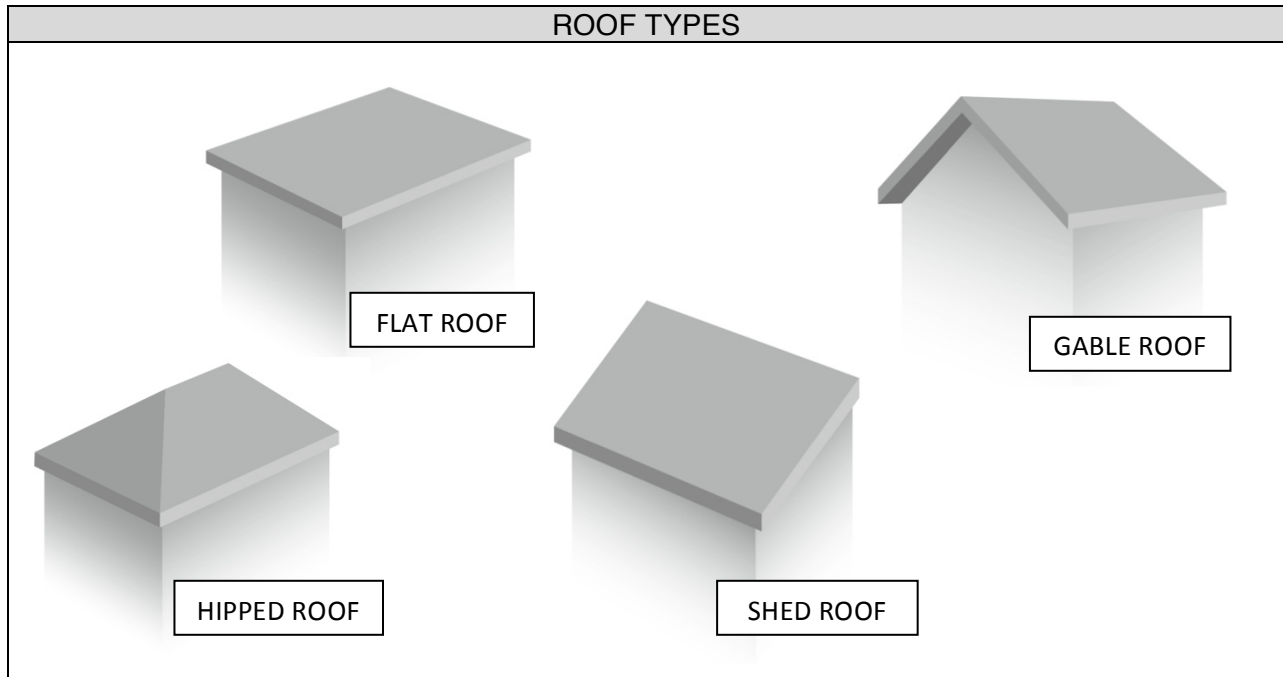 ROOF TYPES
FLAT ROOF
GABLE ROOF
HIPPED ROOF
SHED ROOF